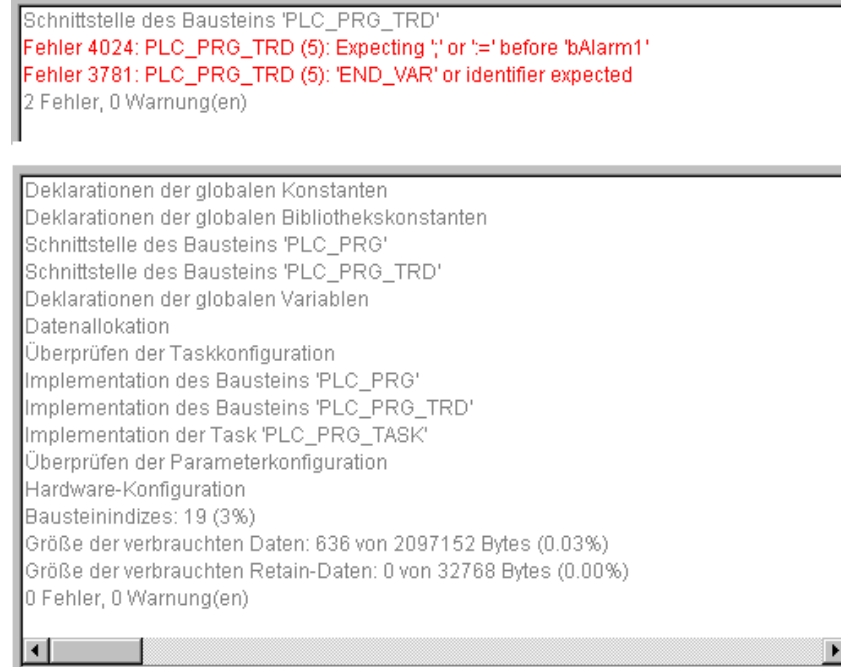 Schnittstelle des Bausteins 'PLC_PRG_TRD'
Fehler 4024: PLC_PRG_TRD (5): Expecting ';' or ':=' before 'bAlarm1'
Fehler 3781: PLC_PRG_TRD (5): 'END_VAR' or identifier expected
2 Fehler, 0 Warnung(en)
Deklarationen der globalen Konstanten
Deklarationen der globalen Bibliothekskonstanten
Schnittstelle des Bausteins 'PLC_PRG'
Schnittstelle des Bausteins 'PLC_PRG_TRD'
Deklarationen der globalen Variablen
Datenallokation
Überprüfen der Taskkonfiguration
Implementation des Bausteins 'PLC_PRG'
Implementation des Bausteins 'PLC_PRG_TRD'
Implementation der Task 'PLC_PRG_TASK'
Überprüfen der Parameterkonfiguration
Hardware-Konfiguration
Bausteinindizes: 19 (3%)
Größe der verbrauchten Daten: 636 von 2097152 Bytes (0.03%)
Größe der verbrauchten Retain-Daten: 0 von 32768 Bytes (0.00%)
0 Fehler, 0 Warnung(en)